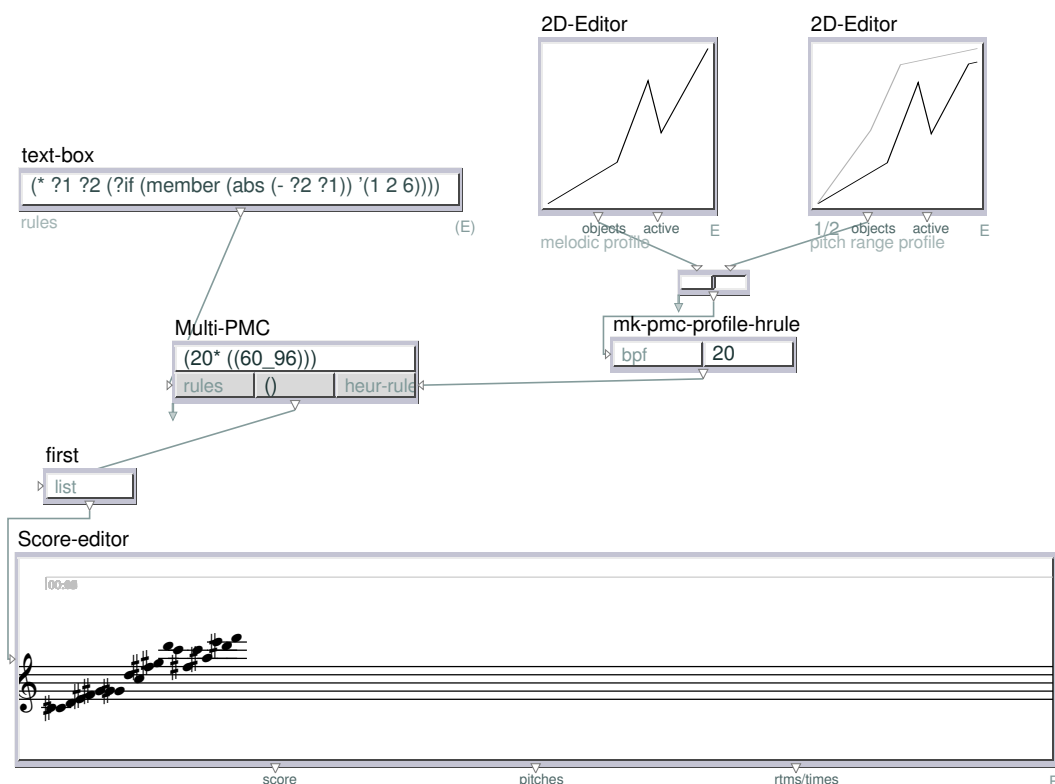 2D-Editor
2D-Editor
text-box
(* ?1 ?2 (?if (member (abs (- ?2 ?1)) '(1 2 6))))
rules
(E)
objects
active
E
melodic profile
1/2
objects
active
E
pitch range profile
Multi-PMC
mk-pmc-profile-hrule
(20* ((60_96)))
bpf
20
rules
()
heur-rule
first
list
Score-editor
score
pitches
rtms/times